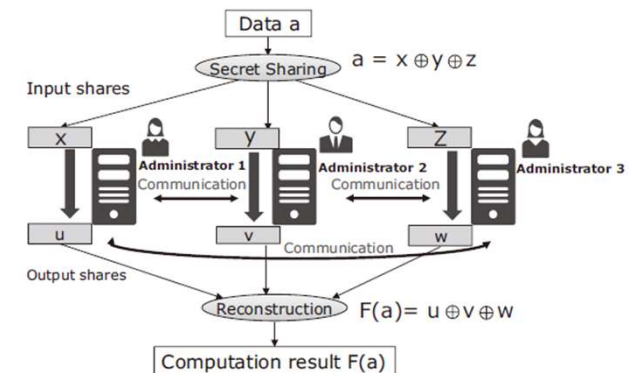 Data a
Secret Sharing
a = x ⊕ y ⊕ z
Input shares
x
y
Z
Administrator 1
Administrator 2
Administrator 3
Communication
Communication
u
v
w
Communication
Output shares
Reconstruction
F(a)= u ⊕ v ⊕ w
Computation result F(a)